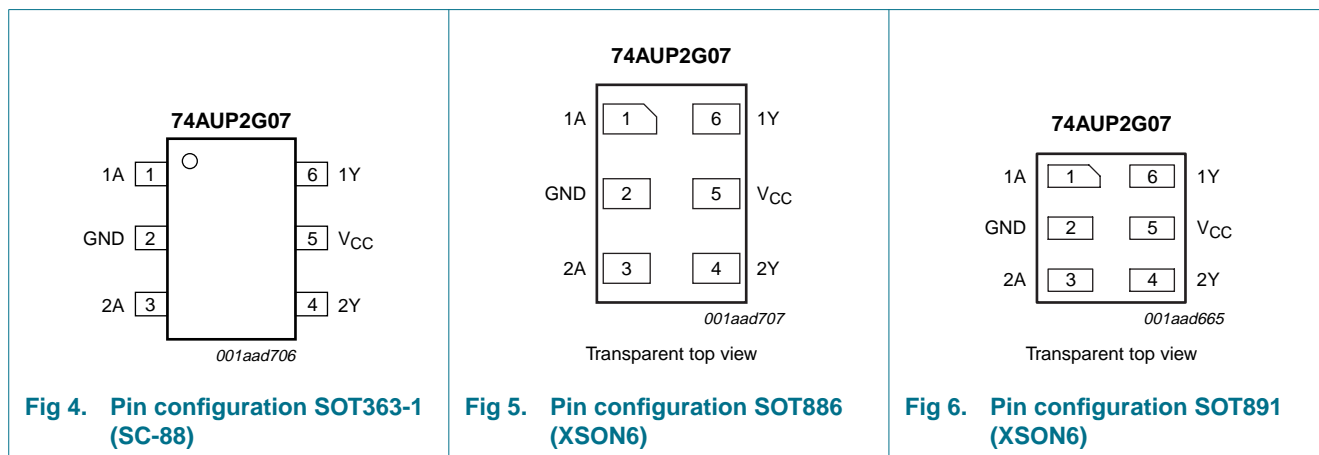 74AUP2G07
1A 1 6 1Y
GND 2 5 VCC
2A 3 4 2Y
001aad706
Fig 4. Pin configuration SOT363-1
(SC-88)
74AUP2G07
1A 1 6 1Y
GND 2 5 VCC
2A 3 4 2Y
001aad707
Transparent top view
Fig 5. Pin configuration SOT886
(XSON6)
74AUP2G07
1A 1 6 1Y
GND 2 5 VCC
2A 3 4 2Y
001aad665
Transparent top view
Fig 6. Pin configuration SOT891
(XSON6)